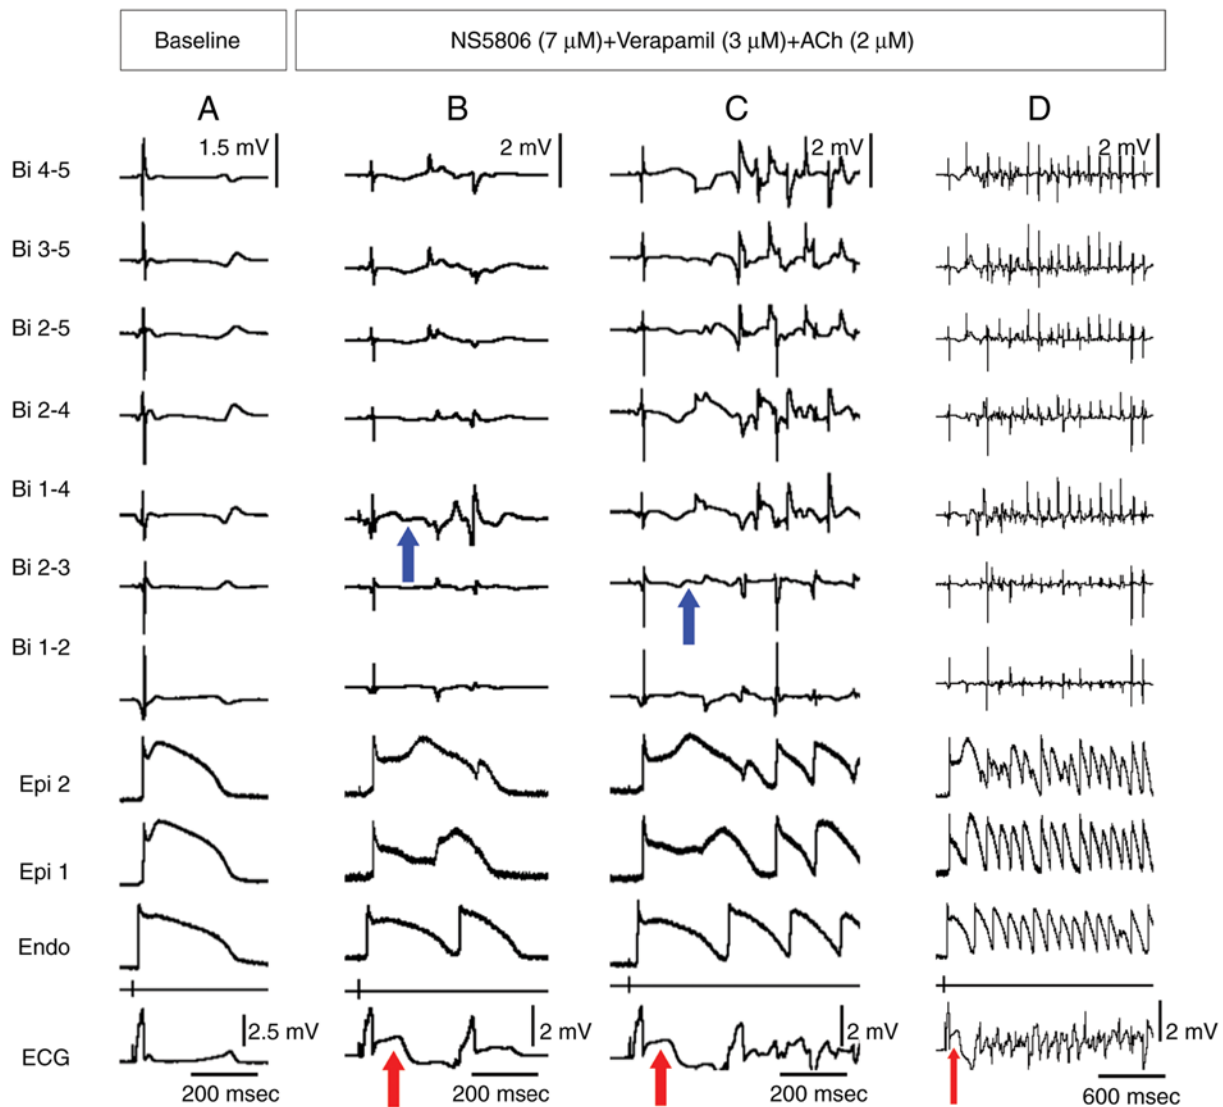 Baseline
NS5806 (7 μM)+Verapamil (3 μM)+ACh (2 μM)
A B C D
1.5 mV 2 mV 2 mV 2 mV
Bi 4-5
Bi 3-5
Bi 2-5
Bi 2-4
Bi 1-4
Bi 2-3
Bi 1-2
Epi 2
Epi 1
Endo
2.5 mV 2 mV 2 mV 2 mV
ECG
200 msec 200 msec 200 msec 600 msec